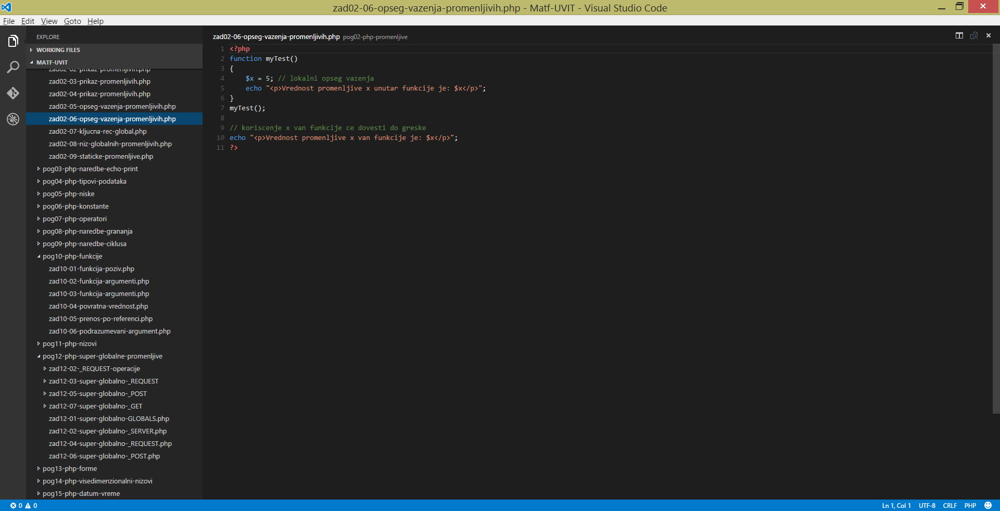 zad02-06-opseg-vazenja-promenljivih.php - Matf-UVIT - Visual Studio Code
File Edit View Goto Help
EXPLORE
WORKING FILES
MATF-UVIT
zad02-02-prikaz-promenljivih.php
zad02-03-prikaz-promenljivih.php
zad02-04-prikaz-promenljivih.php
zad02-05-opseg-vazenja-promenljivih.php
zad02-06-opseg-vazenja-promenljivih.php
zad02-07-kljucna-rec-global.php
zad02-08-niz-globalnih-promenljivih.php
zad02-09-staticke-promenljive.php
pog03-php-naredbe-echo-print
pog04-php-tipovi-podataka
pog05-php-niske
pog06-php-konstante
pog07-php-operatori
pog08-php-naredbe-grananja
pog09-php-naredbe-ciklusa
pog10-php-funkcije
zad10-01-funkcija-poziv.php
zad10-02-funkcija-argumenti.php
zad10-03-funkcija-argumenti.php
zad10-04-povratna-vrednost.php
zad10-05-prenos-po-referenci.php
zad10-06-podrazumevani-argument.php
pog11-php-nizovi
pog12-php-super-globalne-promenljive
zad12-02-_REQUEST-operacije
zad12-03-super-globalno-_REQUEST
zad12-05-super-globalno-_POST
zad12-07-super-globalno-_GET
zad12-01-super-globalno-GLOBALS.php
zad12-02-super-globalno-_SERVER.php
zad12-04-super-globalno-_REQUEST.php
zad12-06-super-globalno-_POST.php
pog13-php-forme
pog14-php-visedimenzionalni-nizovi
pog15-php-datum-vreme
zad02-06-opseg-vazenja-promenljivih.php pog02-php-promenljive
1 <?php
2 function myTest()
3 {
4     $x = 5; // lokalni opseg vazenja
5     echo "<p>Vrednost promenljive x unutar funkcije je: $x</p>";
6 }
7 myTest();
8
9 // koriscenje x van funkcije ce dovesti do greske
10 echo "<p>Vrednost promenljive x van funkcije je: $x</p>";
11 ?>
0 0 Ln 1, Col 1 UTF-8 CRLF PHP